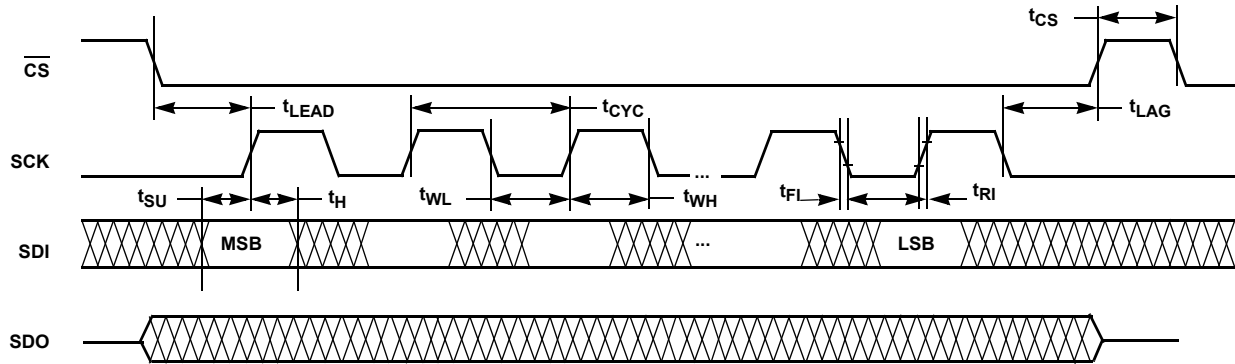 tCS
CS
tLEAD
tCYC
tLAG
SCK
...
tSU
tH
tWL
tWH
tFI
tRI
SDI
MSB
...
LSB
SDO